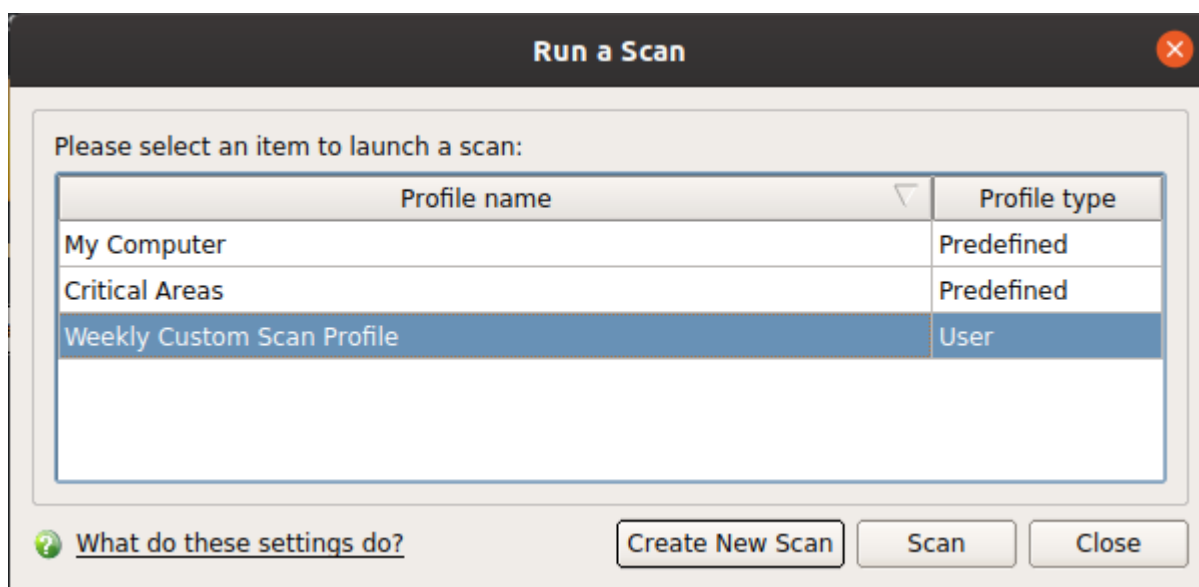 Run a Scan
Please select an item to launch a scan:
Profile name Profile type
My Computer Predefined
Critical Areas Predefined
Weekly Custom Scan Profile User
What do these settings do? Create New Scan Scan Close